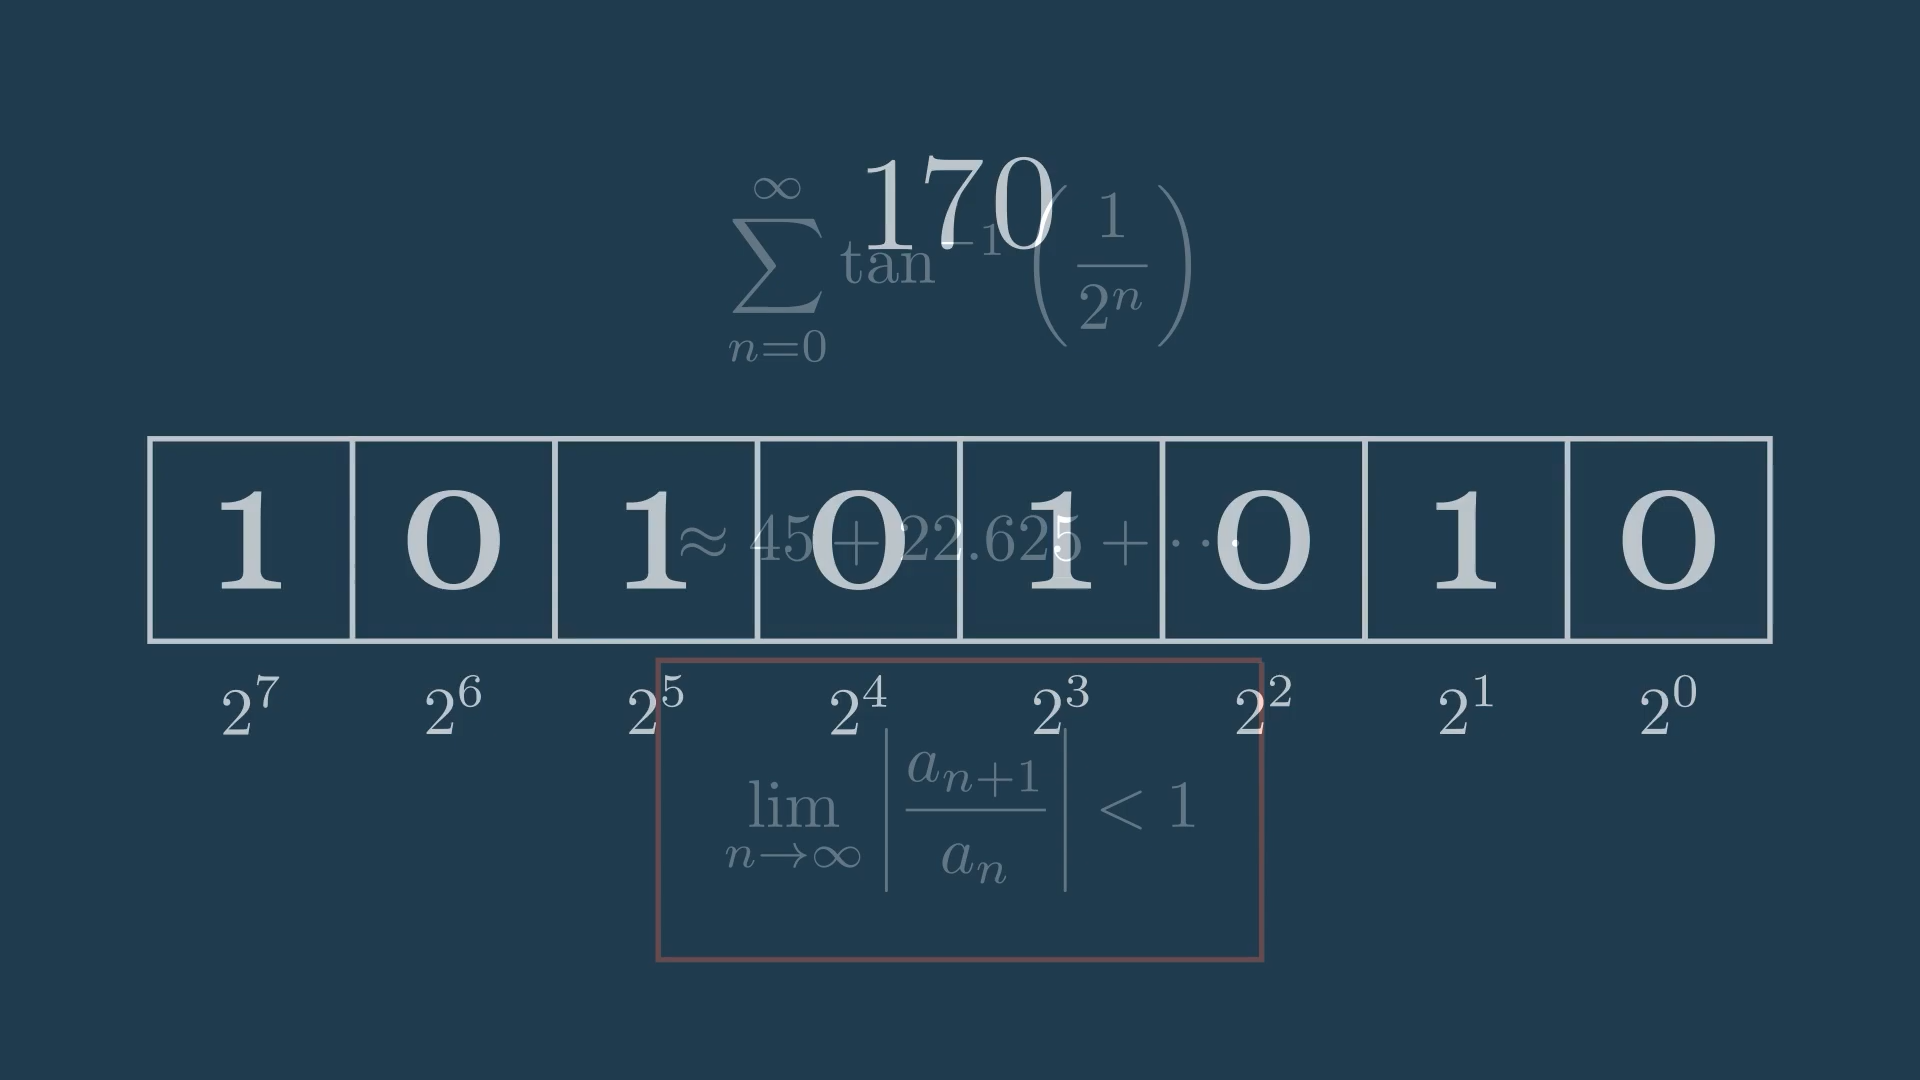 170
∞
∑ tan⁻¹ (1/2ⁿ)
n=0
1 0 1 0 1 0 1 0
≈ 45 + 22.625 + ···
2⁷ 2⁶ 2⁵ 2⁴ 2³ 2² 2¹ 2⁰
lim |aₙ₊₁/aₙ| < 1
n→∞